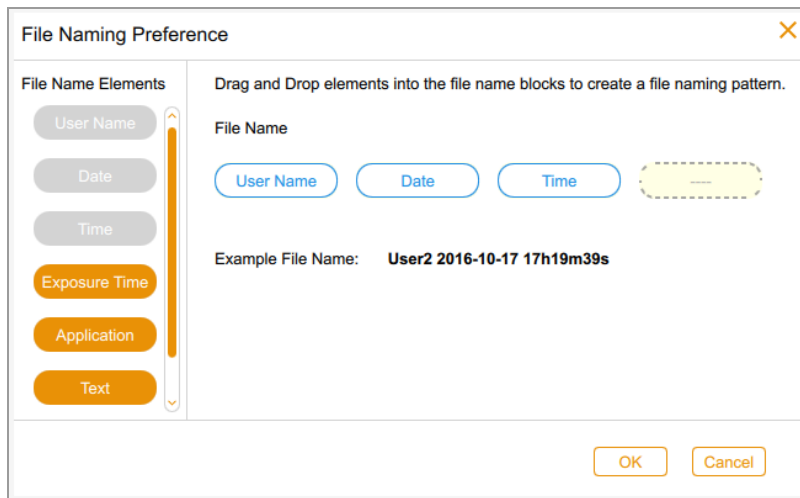 File Naming Preference
File Name Elements
User Name
Date
Time
Exposure Time
Application
Text
Drag and Drop elements into the file name blocks to create a file naming pattern.
File Name
User Name Date Time ----
Example File Name: User2 2016-10-17 17h19m39s
OK Cancel